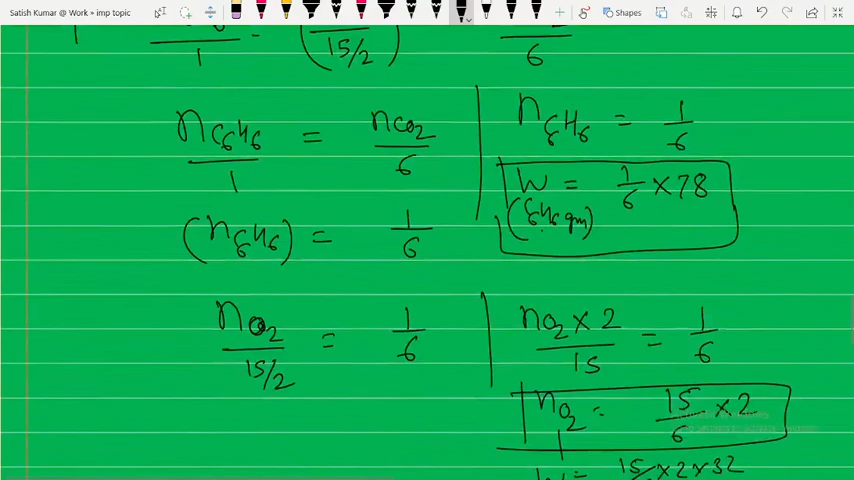 Satish Kumar @ Work » imp topic
Shapes
1
15/2
6
nC6H6 / 1 = nCO2 / 6
nC6H6 = 1/6
W = 1/6 × 78
(C6H6 gm)
(nC6H6) = 1/6
nO2 / 15/2 = 1/6
nO2 × 2 / 15 = 1/6
nO2 = 15/6 × 2
W = 15/6 × 2 × 32